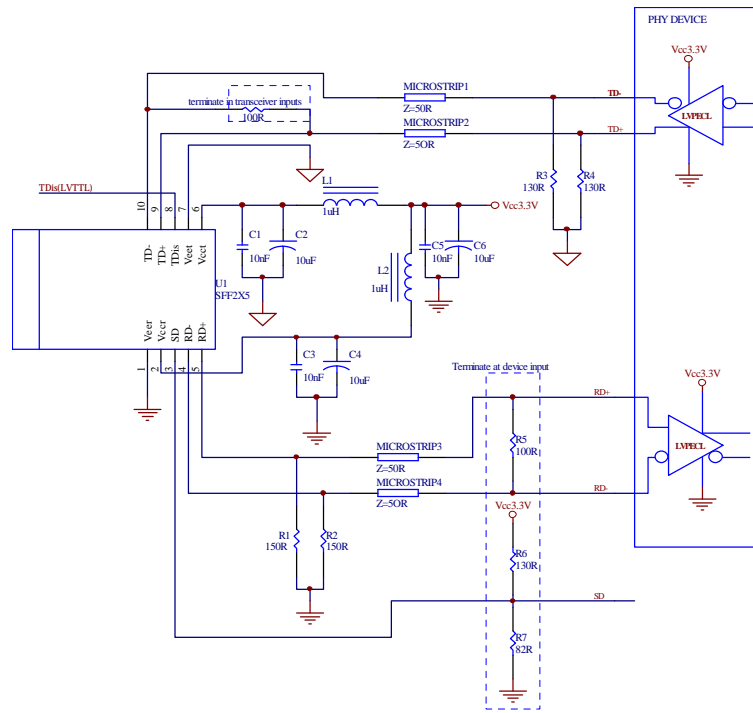 PHY DEVICE
Vcc3.3V
MICROSTRIP1
TD-
terminate in transceiver inputs
100R
Z=50R
LVPECL
MICROSTRIP2
TD+
Z=5OR
R3
130R
R4
130R
L1
TDis(LVTTL)
10
9
8
7
6
1uH
Vcc3.3V
TD-
TD+
TDis
Veet
Vcct
C1
10nF
C2
10uF
C5
10nF
C6
10uF
L2
1uH
U1
SFF2X5
Veer
Vccr
SD
RD-
RD+
1
2
3
4
5
C3
10nF
C4
10uF
Terminate at device input
Vcc3.3V
RD+
R5
100R
LVPECL
MICROSTRIP3
Z=50R
MICROSTRIP4
RD-
Z=5OR
Vcc3.3V
R1
150R
R2
150R
R6
130R
SD
R7
82R